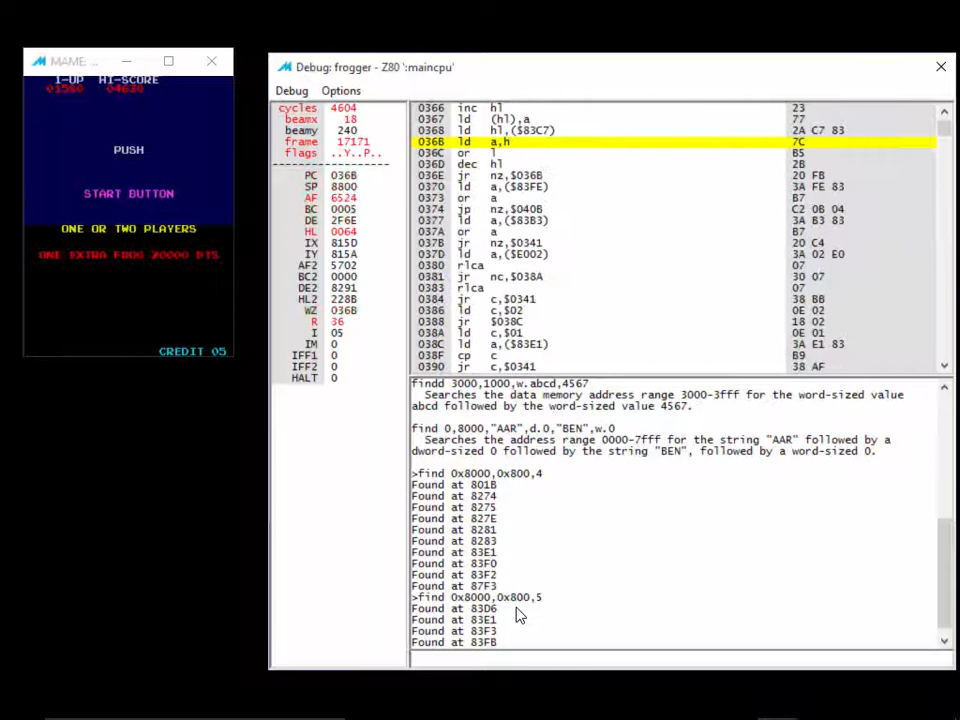 MAME ...
I-UP HI-SCORE
01580 04630
PUSH
START BUTTON
ONE OR TWO PLAYERS
ONE EXTRA FROG 20000 PTS
CREDIT 05
Debug: frogger - Z80 ':maincpu'
Debug Options
cycles 4604
beamx 18
beamy 240
frame 17171
flags ..Y..P..
PC 036B
SP 8800
AF 6524
BC 0005
DE 2F6E
HL 0064
IX 815D
IY 815A
AF2 5702
BC2 0000
DE2 8291
HL2 228B
WZ 036B
R 36
I 05
IM 0
IFF1 0
IFF2 0
HALT 0
0366 inc hl 23
0367 ld (hl),a 77
0368 ld hl,($83C7) 2A C7 83
036B ld a,h 7C
036C or l B5
036D dec hl 2B
036E jr nz,$036B 20 FB
0370 ld a,($83FE) 3A FE 83
0373 or a B7
0374 jp nz,$040B C2 0B 04
0377 ld a,($83B3) 3A B3 83
037A or a B7
037B jr nz,$0341 20 C4
037D ld a,($E002) 3A 02 E0
0380 rlca 07
0381 jr nc,$038A 30 07
0383 rlca 07
0384 jr c,$0341 38 BB
0386 ld c,$02 0E 02
0388 jr $038C 18 02
038A ld c,$01 0E 01
038C ld a,($83E1) 3A E1 83
038F cp c B9
0390 jr c,$0341 38 AF
findd 3000,1000,w.abcd,4567
Searches the data memory address range 3000-3fff for the word-sized value
abcd followed by the word-sized value 4567.
find 0,8000,"AAR",d.0,"BEN",w.0
Searches the address range 0000-7fff for the string "AAR" followed by a
dword-sized 0 followed by the string "BEN", followed by a word-sized 0.
>find 0x8000,0x800,4
Found at 801B
Found at 8274
Found at 8275
Found at 827E
Found at 8281
Found at 8283
Found at 83E1
Found at 83F0
Found at 83F2
Found at 87F3
>find 0x8000,0x800,5
Found at 83D6
Found at 83E1
Found at 83F3
Found at 83FB